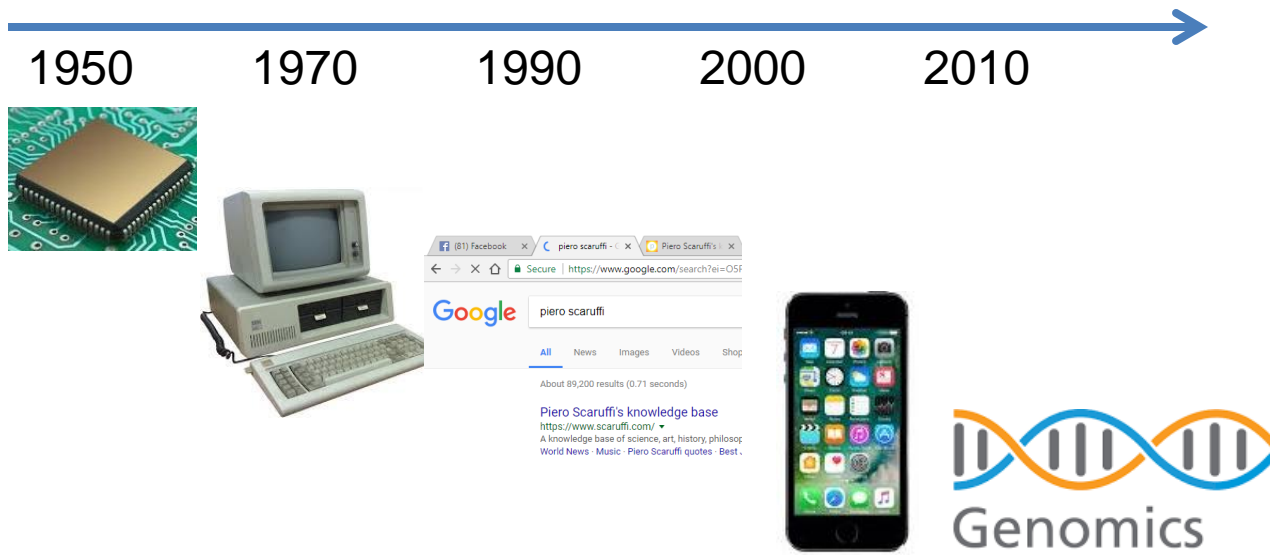 1950 1970 1990 2000 2010
(81) Facebook piero scaruffi - Piero Scaruffi's
Secure https://www.google.com/search?ei=O5F
Google piero scaruffi
All News Images Videos Shop
About 89,200 results (0.71 seconds)
Piero Scaruffi's knowledge base
https://www.scaruffi.com/
A knowledge base of science, art, history, philosop
World News · Music · Piero Scaruffi quotes · Best
Genomics